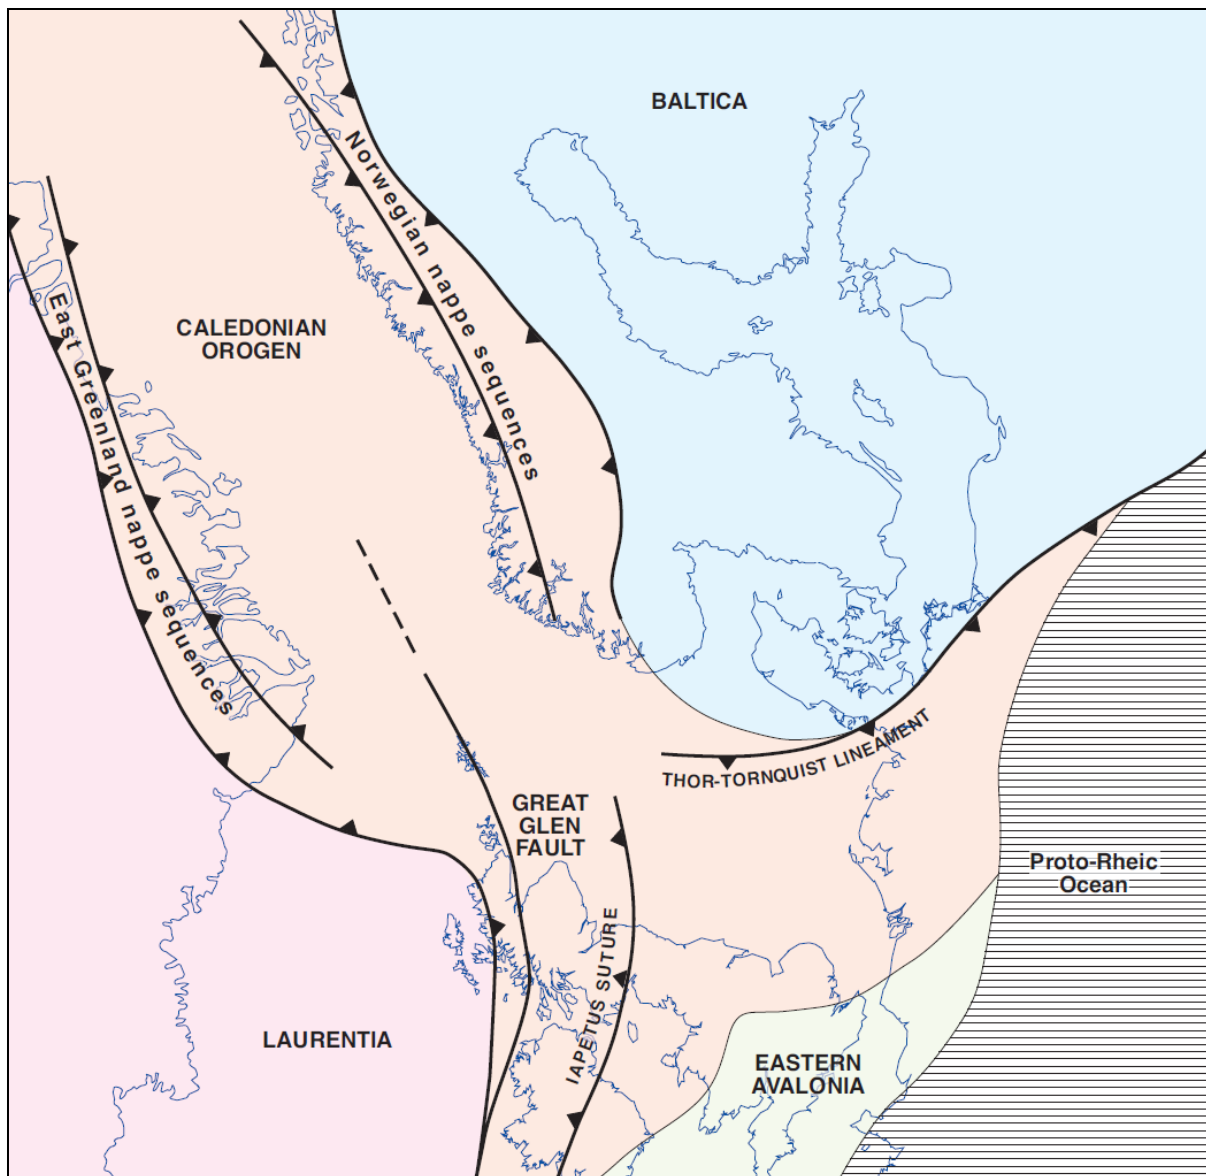 BALTICA
Norwegian nappe sequences
CALEDONIAN
OROGEN
East Greenland nappe sequences
THOR-TORNQUIST LINEAMENT
GREAT
GLEN
FAULT
Proto-Rheic
Ocean
IAPETUS SUTURE
LAURENTIA
EASTERN
AVALONIA